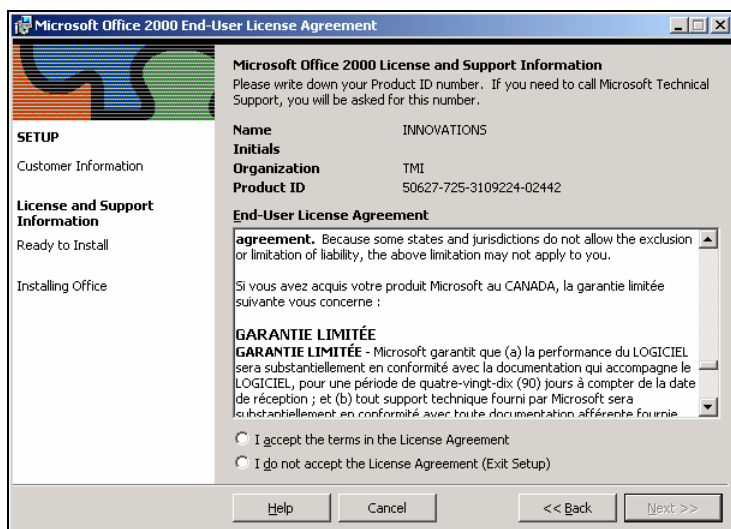 Microsoft Office 2000 End-User License Agreement
Microsoft Office 2000 License and Support Information
Please write down your Product ID number. If you need to call Microsoft Technical
Support, you will be asked for this number.
SETUP
Customer Information
License and Support
Information
Ready to Install
Installing Office
Name INNOVATIONS
Initials
Organization TMI
Product ID 50627-725-3109224-02442
End-User License Agreement
agreement. Because some states and jurisdictions do not allow the exclusion
or limitation of liability, the above limitation may not apply to you.
Si vous avez acquis votre produit Microsoft au CANADA, la garantie limitée
suivante vous concerne :
GARANTIE LIMITÉE
GARANTIE LIMITÉE - Microsoft garantit que (a) la performance du LOGICIEL
sera substantiellement en conformité avec la documentation qui accompagne le
LOGICIEL, pour une période de quatre-vingt-dix (90) jours à compter de la date
de réception ; et (b) tout support technique fourni par Microsoft sera
substantiellement en conformité avec toute documentation afférente fournie
I accept the terms in the License Agreement
I do not accept the License Agreement (Exit Setup)
Help Cancel << Back Next >>